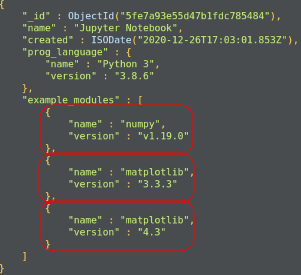 {
"_id" : ObjectId("5fe7a93e55d47b1fdc785484"),
"name" : "Jupyter Notebook",
"created" : ISODate("2020-12-26T17:03:01.853Z"),
"prog_language" : {
"name" : "Python 3",
"version" : "3.8.6"
},
"example_modules" : [
{
"name" : "numpy",
"version" : "v1.19.0"
},
{
"name" : "matplotlib",
"version" : "3.3.3"
},
{
"name" : "matplotlib",
"version" : "4.3"
}
]
}